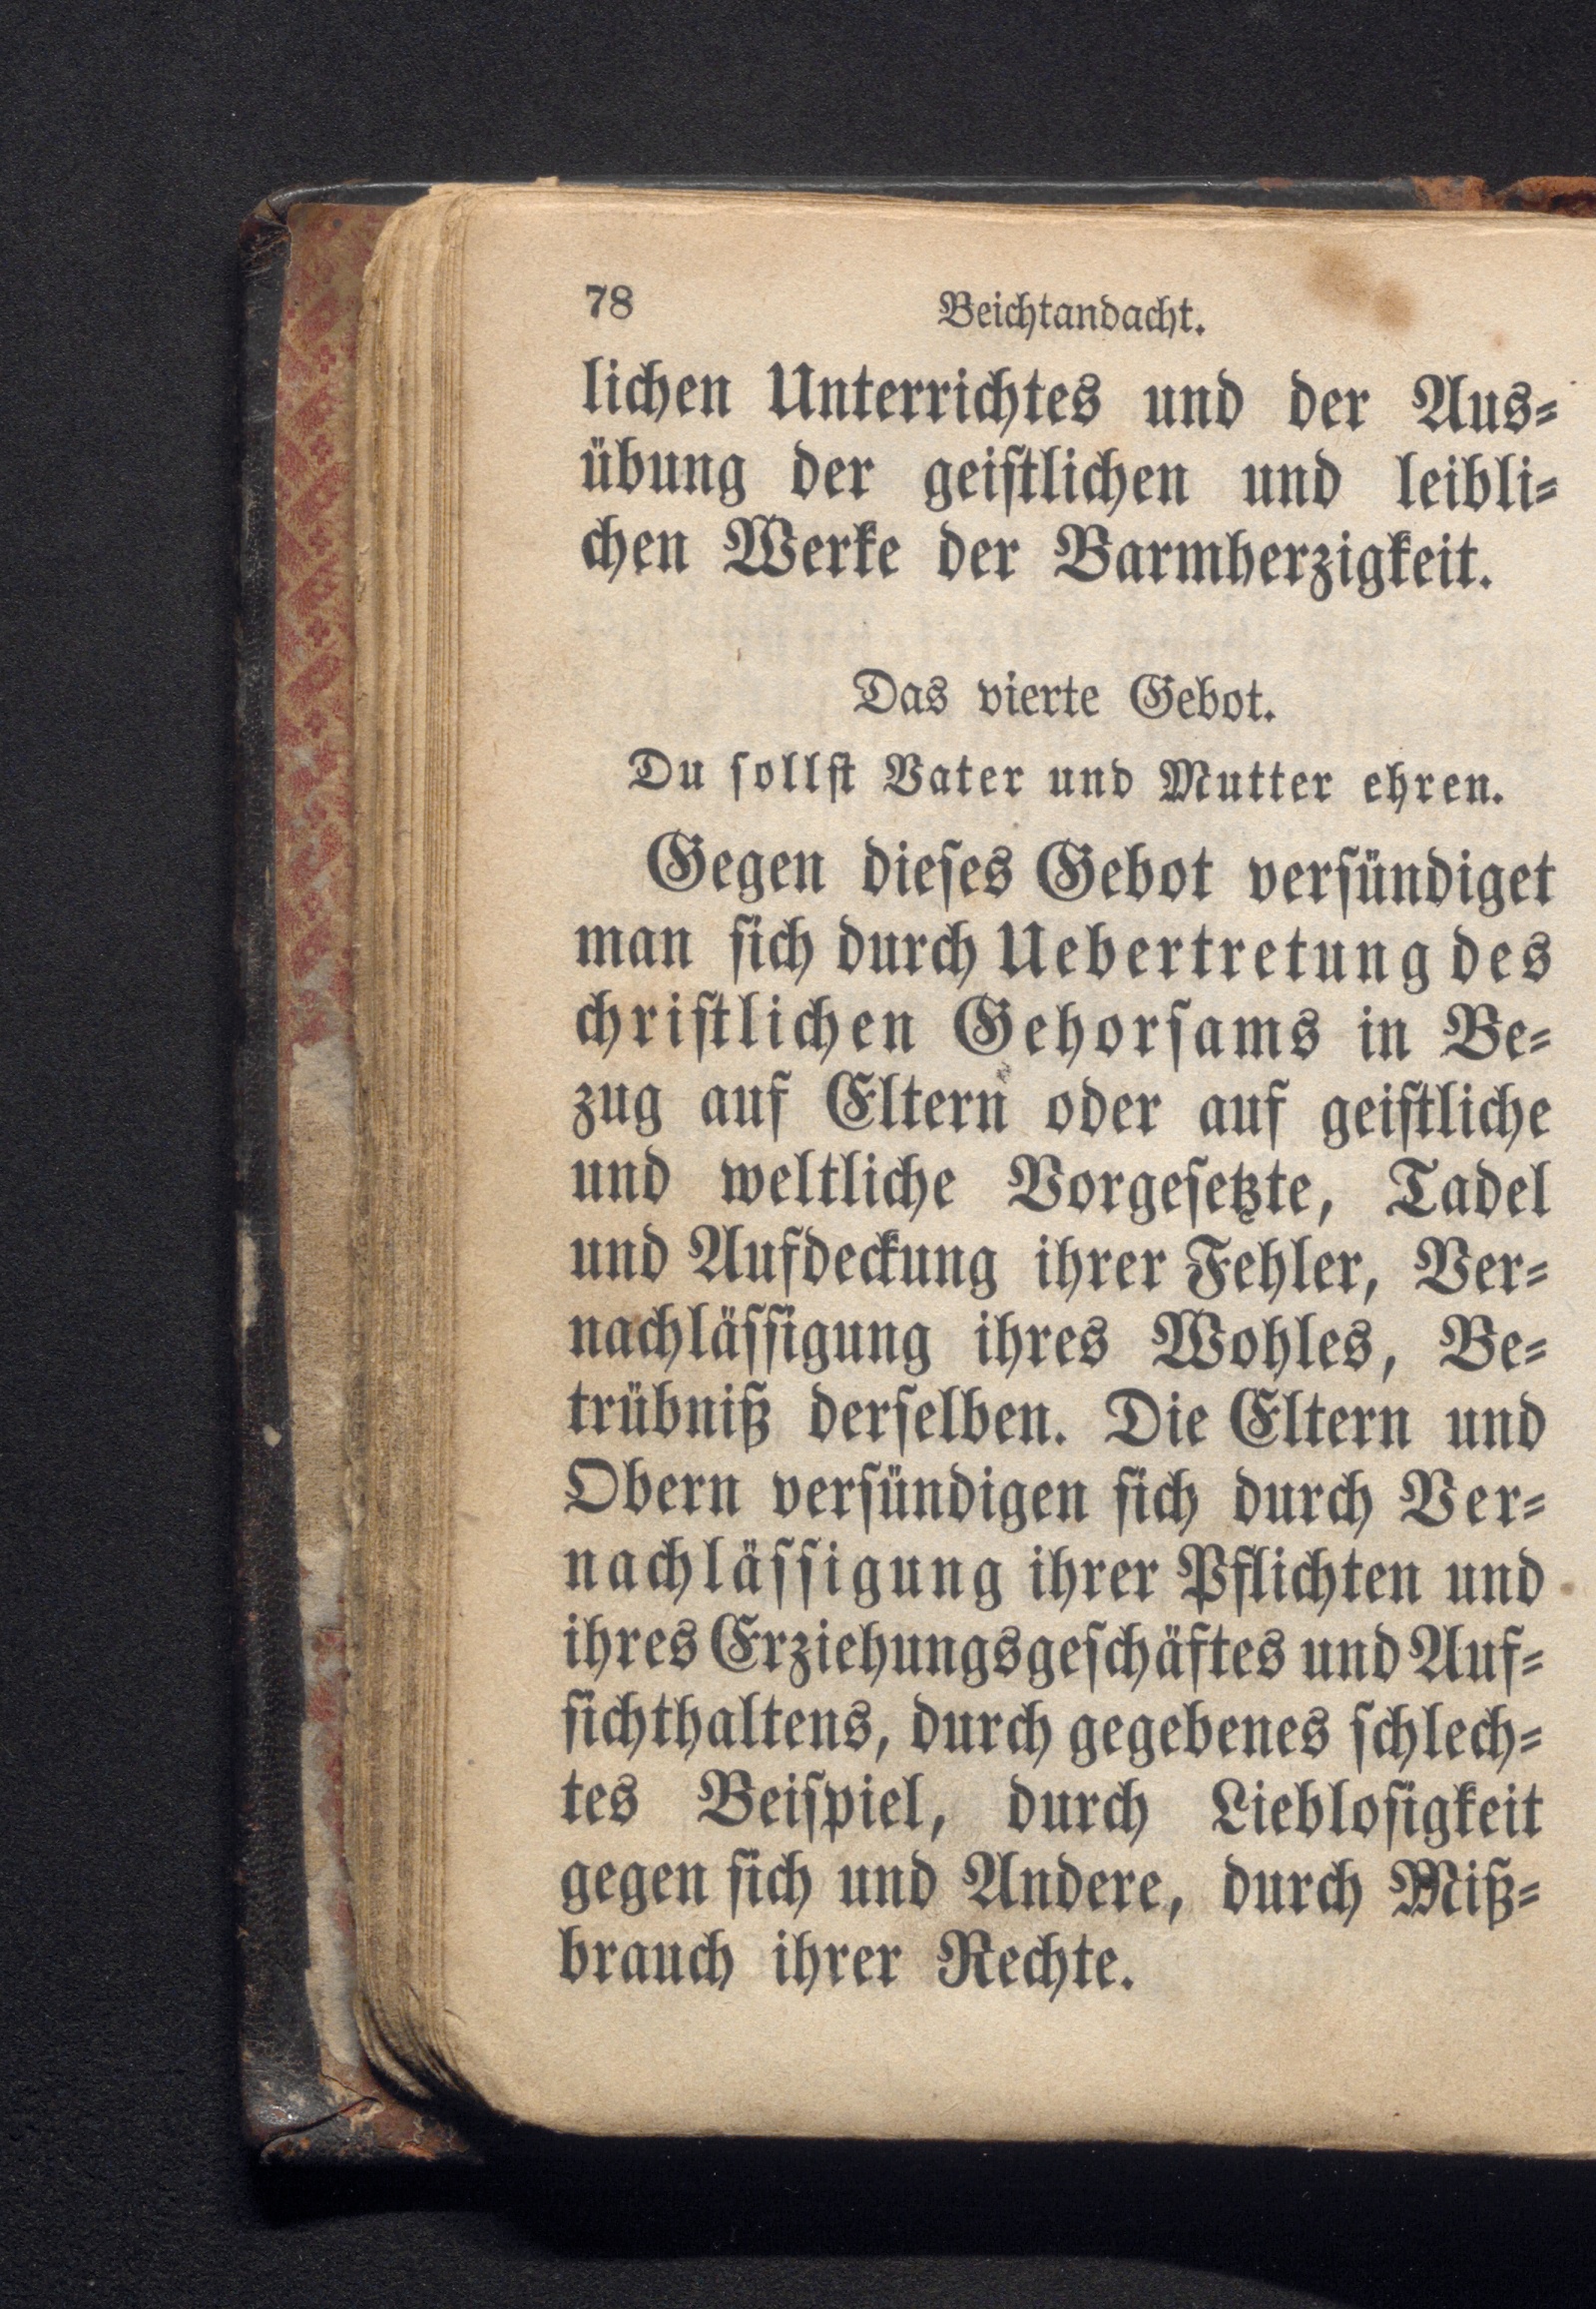 78 Beichtandacht.
lichen Unterrichtes und der Aus⸗
übung der geiſtlichen und leibli⸗
chen Werke der Barmherzigkeit.
Das vierte Gebot.
Du ſollſt Vater und Mutter ehren.
Gegen dieſes Gebot verſündiget
man ſich durch Uebertretung des
chriſtlichen Gehorſams in Be⸗
zug auf Eltern oder auf geiſtliche
und weltliche Vorgeſetzte, Tadel
und Aufdeckung ihrer Fehler, Ver⸗
nachläſſigung ihres Wohles, Be⸗
trübniß derſelben. Die Eltern und
Obern verſündigen ſich durch Ver⸗
nachläſſigung ihrer Pflichten und
ihres Erziehungsgeſchäftes und Auf⸗
ſichthaltens, durch gegebenes ſchlech⸗
tes Beiſpiel, durch Liebloſigkeit
gegen ſich und Andere, durch Miß⸗
brauch ihrer Rechte.